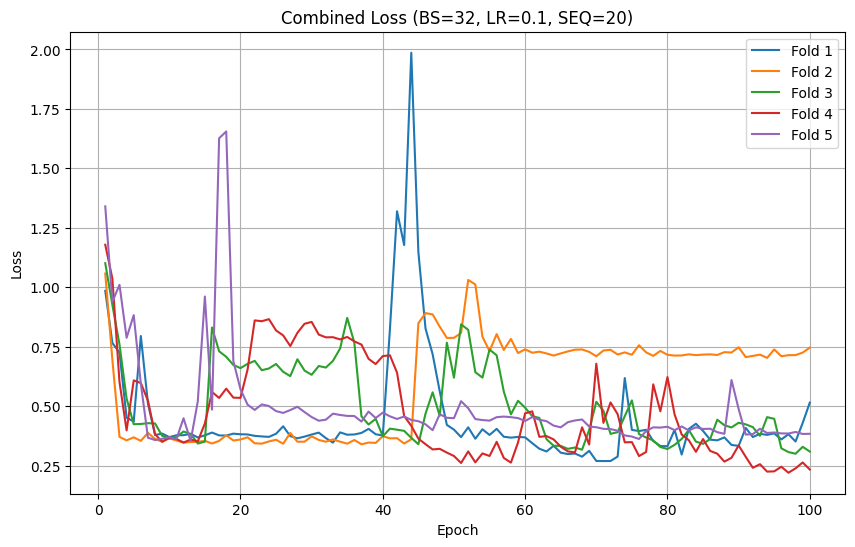 Combined Loss (BS=32, LR=0.1, SEQ=20)
Fold 1
Fold 2
Fold 3
Fold 4
Fold 5
Loss
2.00
1.75
1.50
1.25
1.00
0.75
0.50
0.25
0
20
40
60
80
100
Epoch